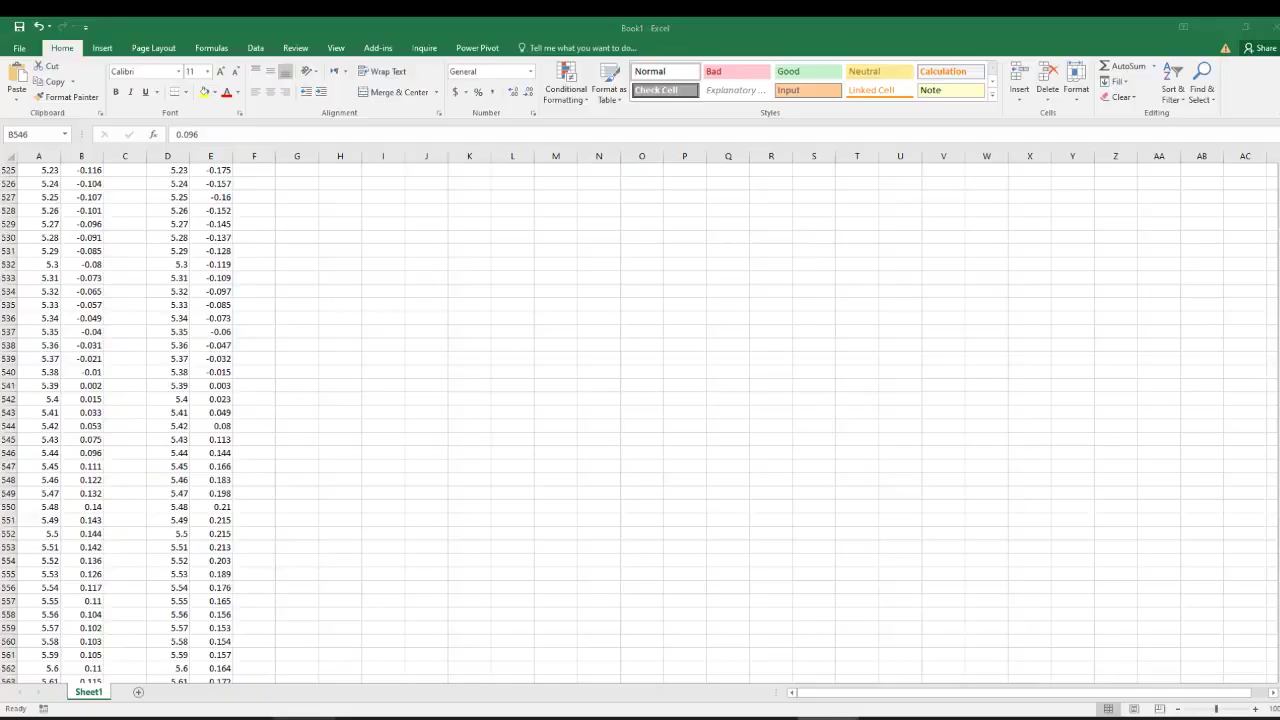 Book1 - Excel
File Home Insert Page Layout Formulas Data Review View Add-ins Inquire Power Pivot Tell me what you want to do... Share
Paste Cut Copy Format Painter
Calibri 11 A A
B I U A
Wrap Text
Merge & Center
General
$ % ,
Conditional Formatting Format as Table
Normal Bad Good Neutral Calculation
Check Cell Explanatory ... Input Linked Cell Note
Insert Delete Format
AutoSum Fill Clear
Sort & Filter Find & Select
Clipboard Font Alignment Number Styles Cells Editing
B546 fx 0.096
A B C D E F G H I J K L M N O P Q R S T U V W X Y Z AA AB AC
525 5.23 -0.116 5.23 -0.175
526 5.24 -0.104 5.24 -0.157
527 5.25 -0.107 5.25 -0.16
528 5.26 -0.101 5.26 -0.152
529 5.27 -0.096 5.27 -0.145
530 5.28 -0.091 5.28 -0.137
531 5.29 -0.085 5.29 -0.128
532 5.3 -0.08 5.3 -0.119
533 5.31 -0.073 5.31 -0.109
534 5.32 -0.065 5.32 -0.097
535 5.33 -0.057 5.33 -0.085
536 5.34 -0.049 5.34 -0.073
537 5.35 -0.04 5.35 -0.06
538 5.36 -0.031 5.36 -0.047
539 5.37 -0.021 5.37 -0.032
540 5.38 -0.01 5.38 -0.015
541 5.39 0.002 5.39 0.003
542 5.4 0.015 5.4 0.023
543 5.41 0.033 5.41 0.049
544 5.42 0.053 5.42 0.08
545 5.43 0.075 5.43 0.113
546 5.44 0.096 5.44 0.144
547 5.45 0.111 5.45 0.166
548 5.46 0.122 5.46 0.183
549 5.47 0.132 5.47 0.198
550 5.48 0.14 5.48 0.21
551 5.49 0.143 5.49 0.215
552 5.5 0.144 5.5 0.215
553 5.51 0.142 5.51 0.213
554 5.52 0.136 5.52 0.203
555 5.53 0.126 5.53 0.189
556 5.54 0.117 5.54 0.176
557 5.55 0.11 5.55 0.165
558 5.56 0.104 5.56 0.156
559 5.57 0.102 5.57 0.153
560 5.58 0.103 5.58 0.154
561 5.59 0.105 5.59 0.157
562 5.6 0.11 5.6 0.164
563 5.61 0.115 5.61 0.172
Sheet1
Ready 100